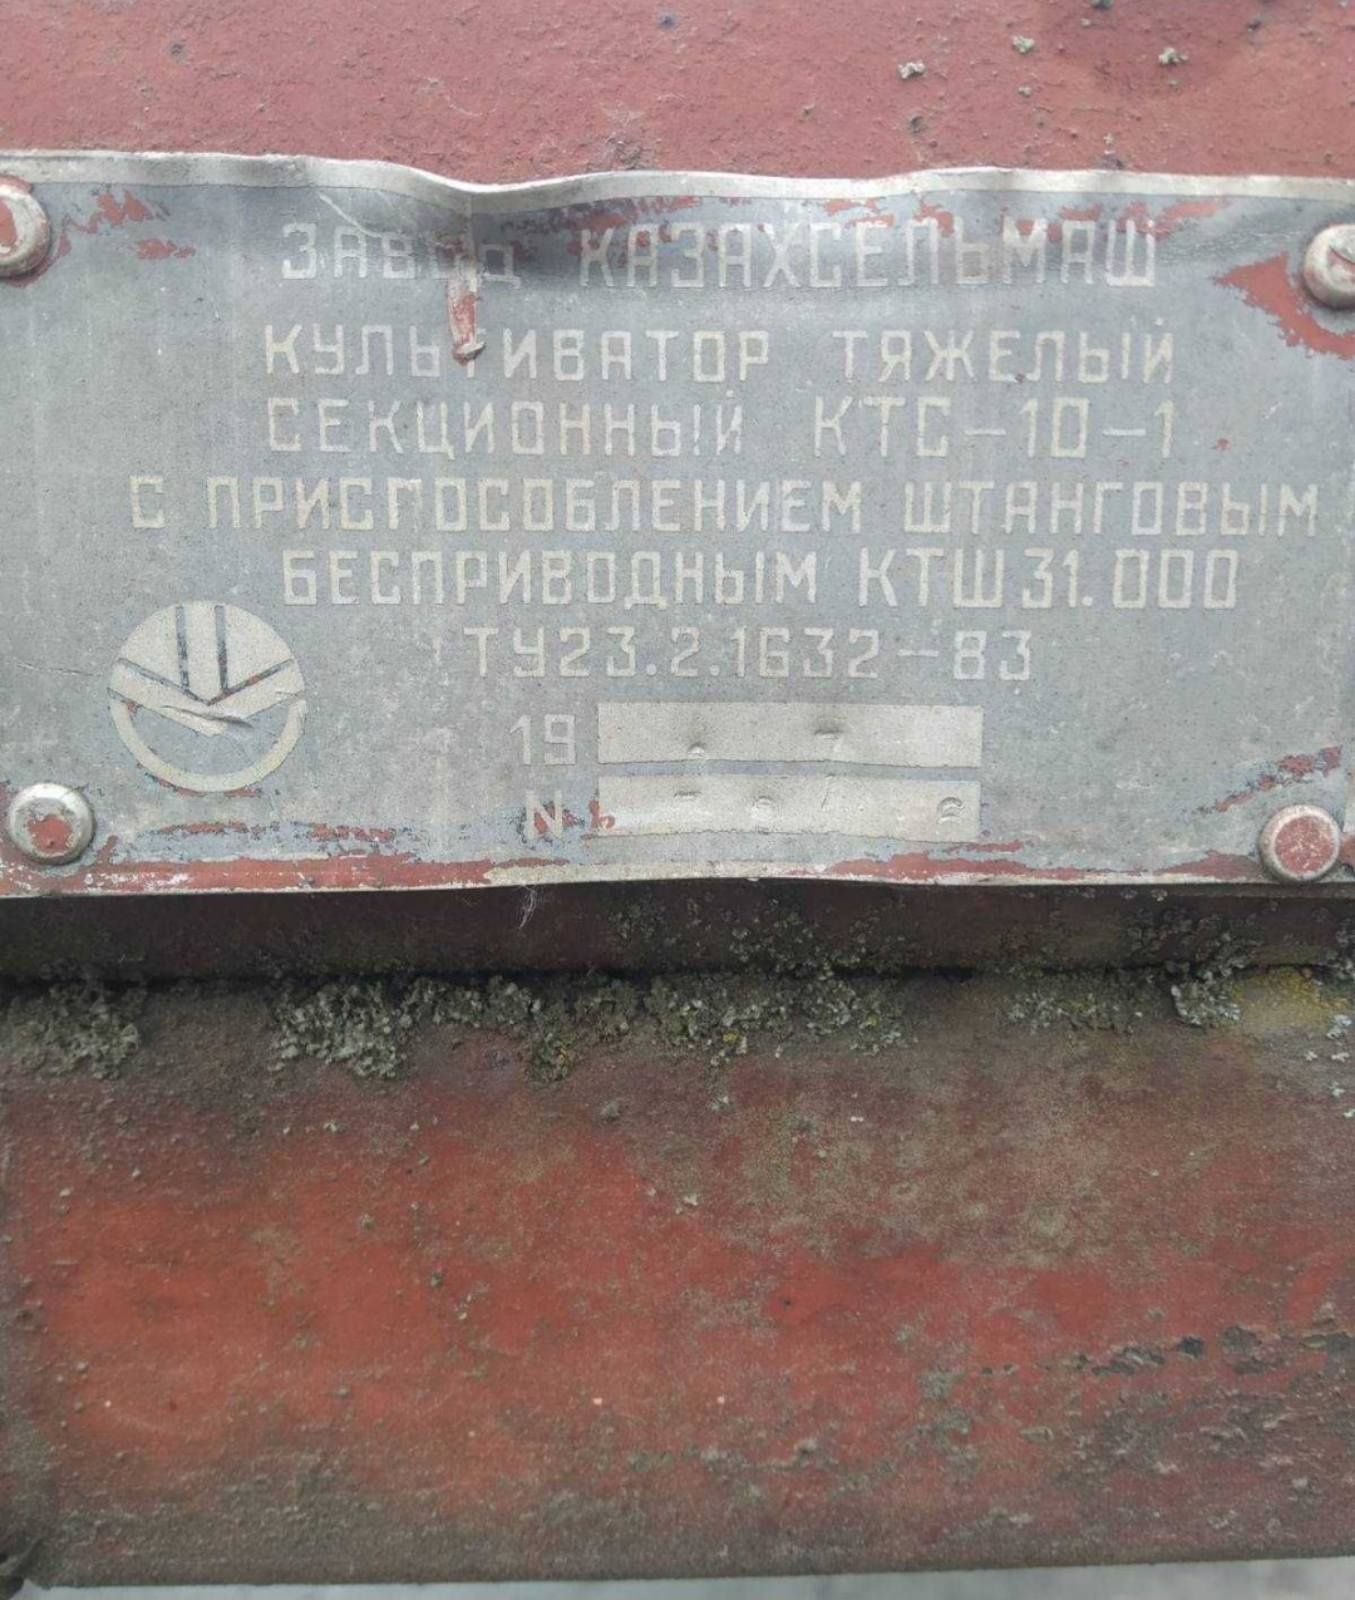 ЗАВОД КАЗАХСЕЛЬМАШ
КУЛЬТИВАТОР ТЯЖЕЛЫЙ
СЕКЦИОННЫЙ КТС-10-1
С ПРИСПОСОБЛЕНИЕМ ШТАНГОВЫМ
БЕСПРИВОДНЫМ КТШ31.000
ТУ23.2.1632-83
19
N